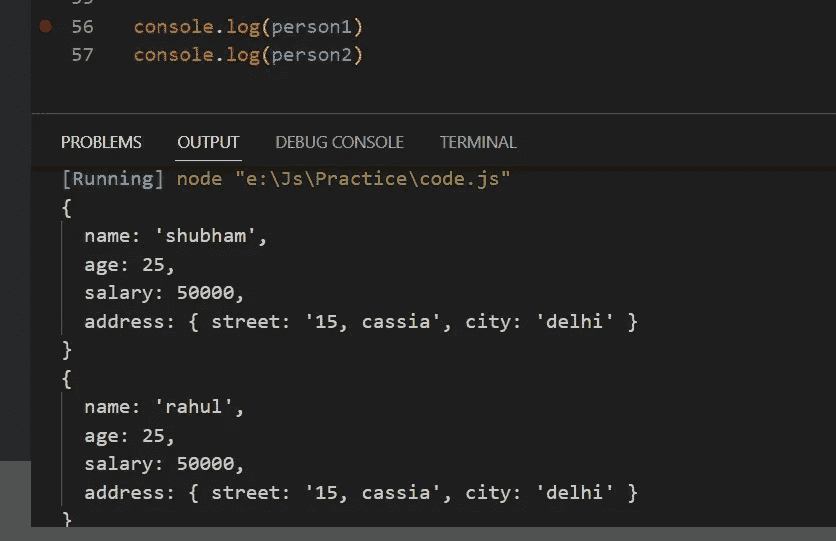 55
56 console.log(person1)
57 console.log(person2)
PROBLEMS OUTPUT DEBUG CONSOLE TERMINAL
[Running] node "e:\Js\Practice\code.js"
{
name: 'shubham',
age: 25,
salary: 50000,
address: { street: '15, cassia', city: 'delhi' }
}
{
name: 'rahul',
age: 25,
salary: 50000,
address: { street: '15, cassia', city: 'delhi' }
}